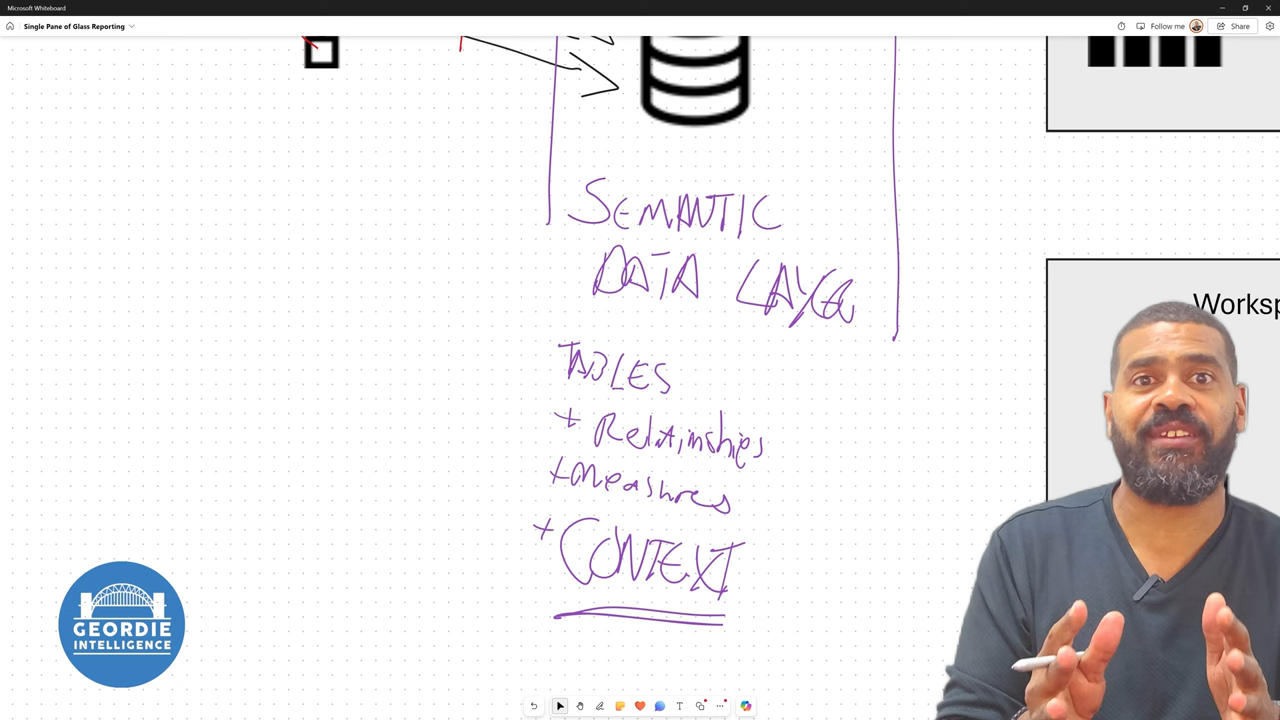 Microsoft Whiteboard
Single Pane of Glass Reporting
Follow me
Share
SEMANTIC
DATA LAYER
Worksp
TABLES
+ Relationships
+ measures
+ CONTEXT
GEORDIE
INTELLIGENCE
T